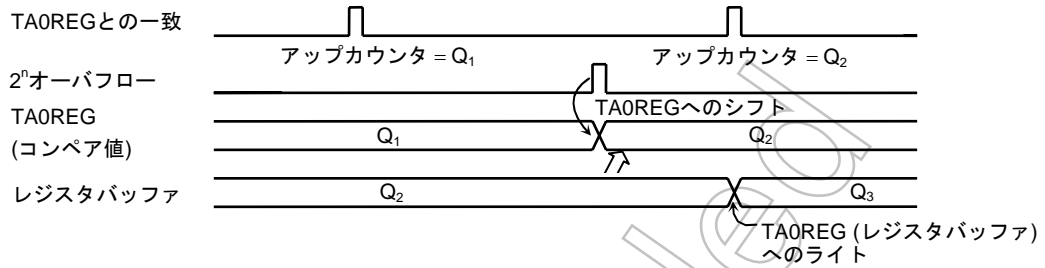 TA0REGとの一致
アップカウンタ = Q1
アップカウンタ = Q2
2nオーバフロー
TA0REGへのシフト
TA0REG
(コンペア値)
Q1
Q2
レジスタバッファ
Q2
Q3
TA0REG (レジスタバッファ)
へのライト